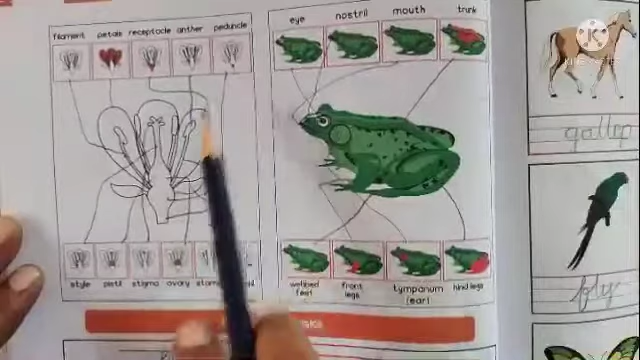 filament petals receptacle anther peduncle
eye nostril mouth trunk
style pistil stigma ovary
webbed feet front legs tympanum (ear) hind legs
gallop
fly
K
KINEMASTER